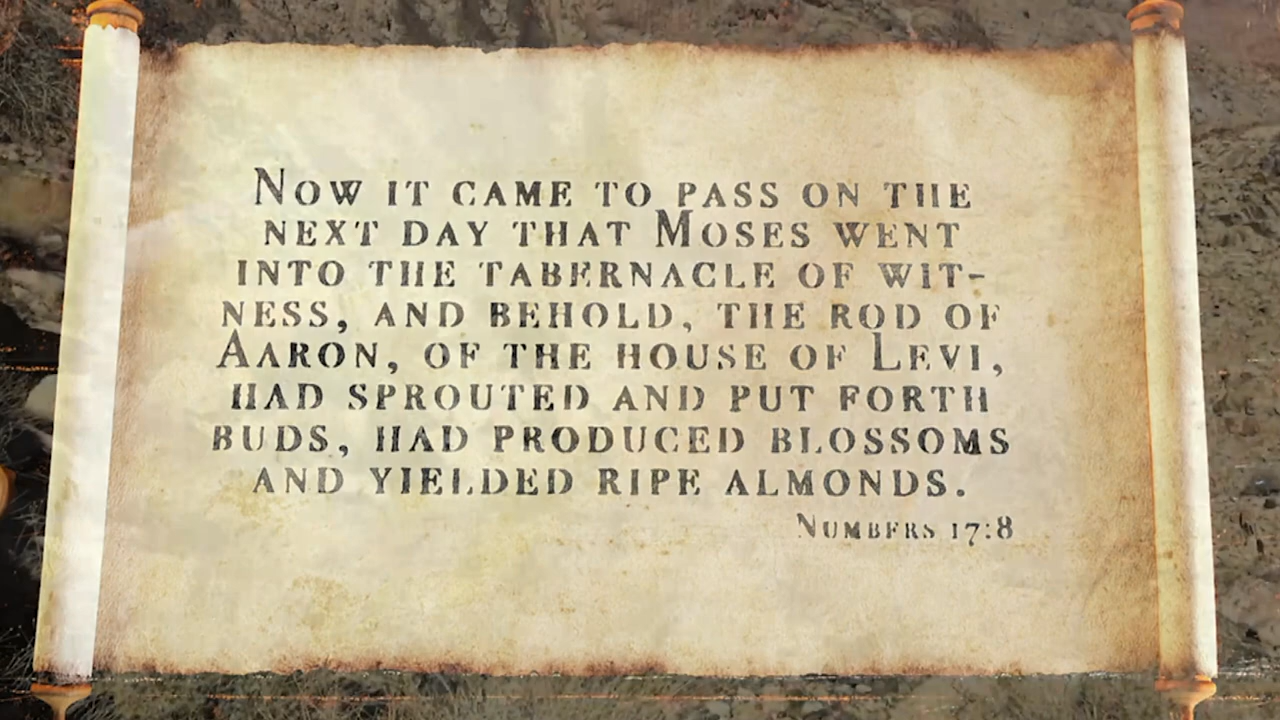 Now it came to pass on the
next day that Moses went
into the tabernacle of wit-
ness, and behold, the rod of
Aaron, of the house of Levi,
had sprouted and put forth
buds, had produced blossoms
and yielded ripe almonds.
Numbers 17:8